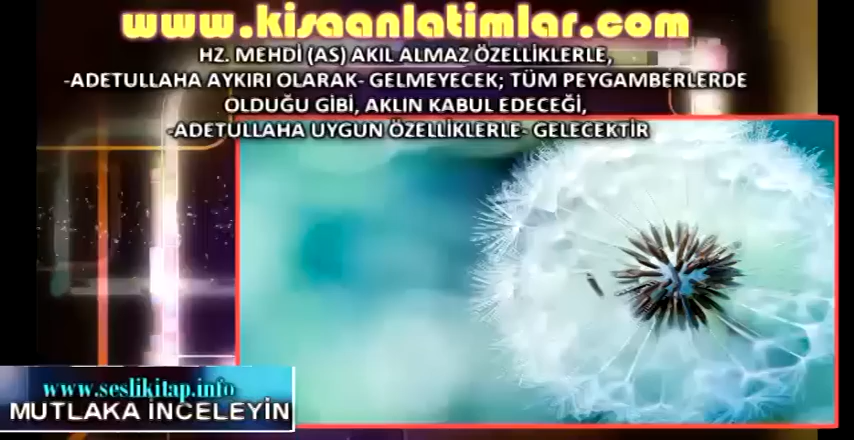 www.kisaanlatimlar.com
HZ. MEHDİ (AS) AKIL ALMAZ ÖZELLİKLERLE,
-ADETULLAHA AYKIRI OLARAK- GELMEYECEK; TÜM PEYGAMBERLERDE
OLDUĞU GİBİ, AKLIN KABUL EDECEĞİ,
-ADETULLAHA UYGUN ÖZELLİKLERLE- GELECEKTİR
www.seslikitap.info
MUTLAKA İNCELEYİN